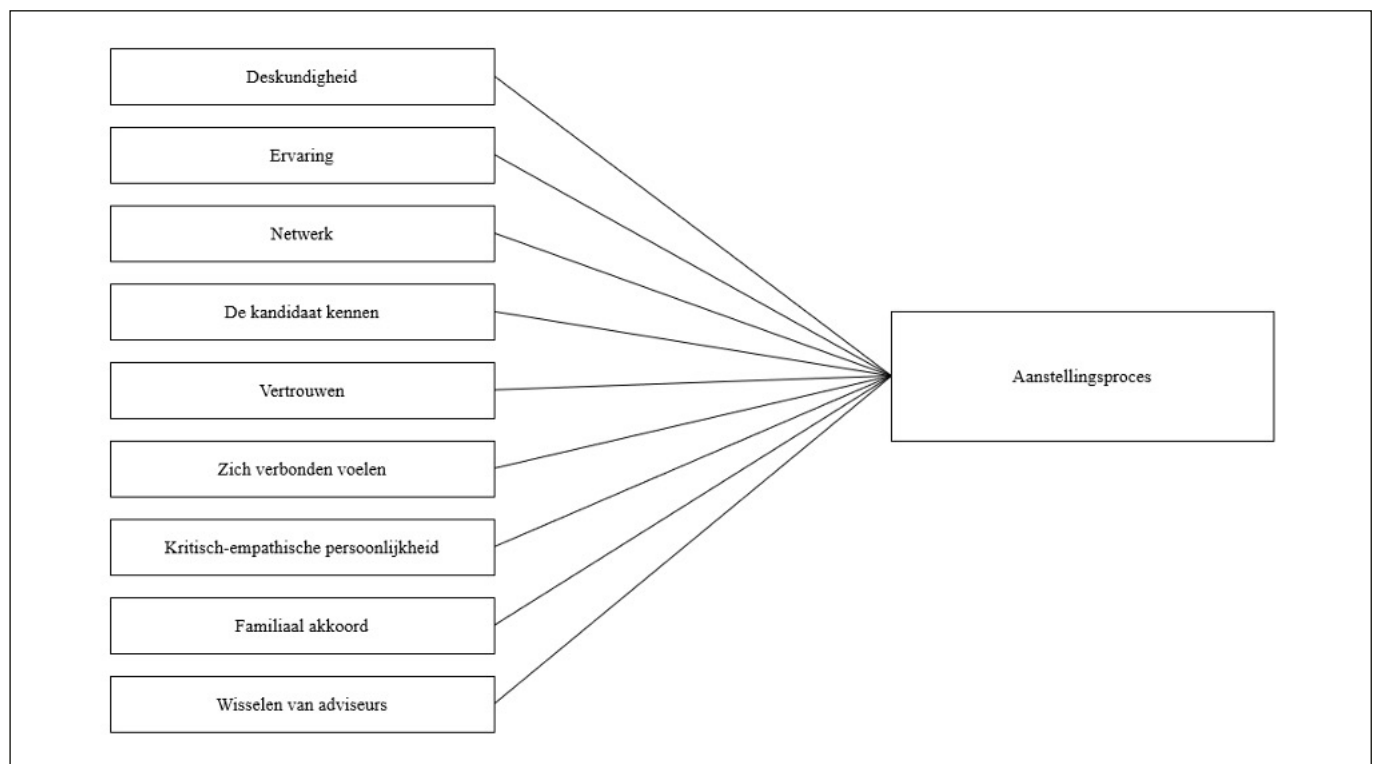 Deskundigheid
Ervaring
Netwerk
De kandidaat kennen
Vertrouwen
Zich verbonden voelen
Kritisch-empathische persoonlijkheid
Familiaal akkoord
Wisselen van adviseurs
Aanstellingsproces